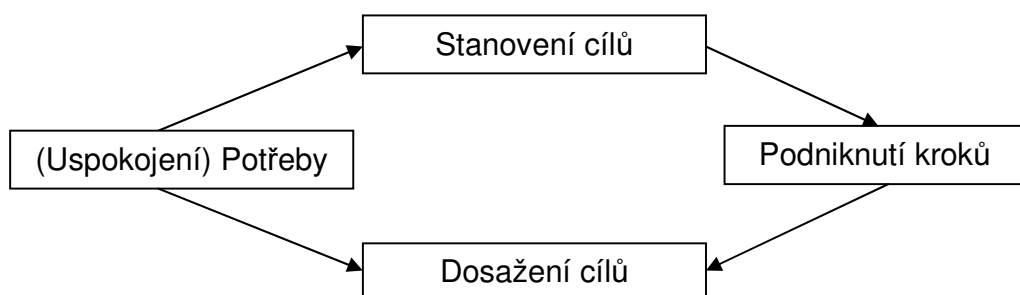 Stanovení cílů
(Uspokojení) Potřeby
Podniknutí kroků
Dosažení cílů